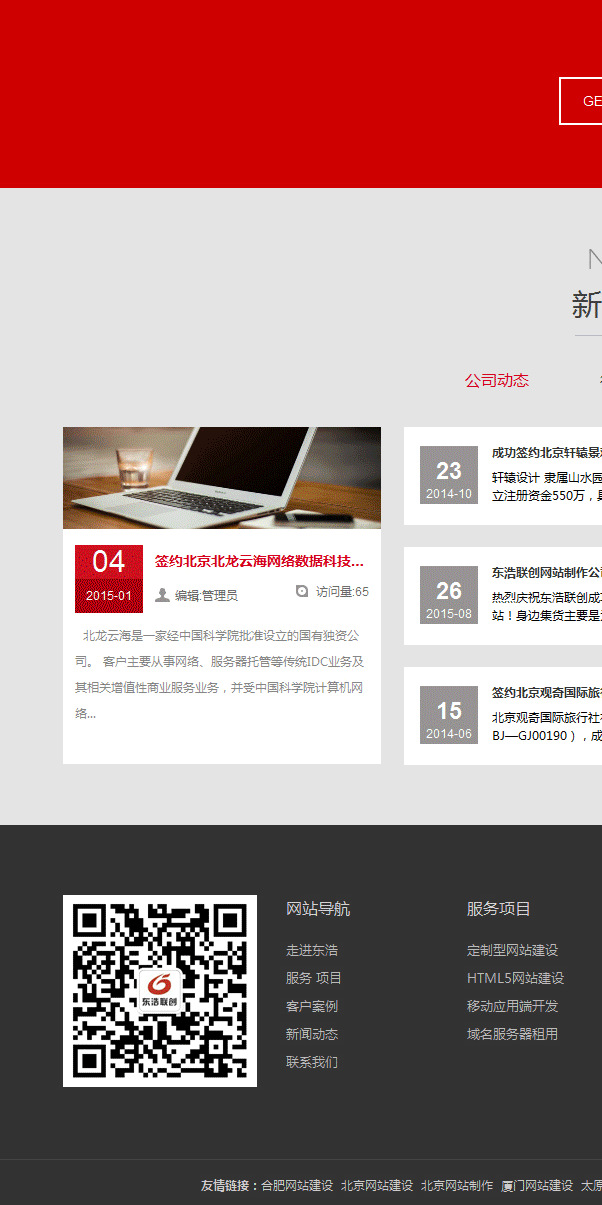 GE
N
新
公司动态
04
2015-01
签约北京北龙云海网络数据科技...
编辑:管理员
访问量:65
北龙云海是一家经中国科学院批准设立的国有独资公
司。 客户主要从事网络、服务器托管等传统IDC业务及
其相关增值性商业服务业务，并受中国科学院计算机网
络...
23
2014-10
成功签约北京轩辕景
轩辕设计 隶属山水园
立注册资金550万，
26
2015-08
东浩联创网站制作公
热烈庆祝东浩联创成
站！身边集货主要是
15
2014-06
签约北京观奇国际旅
北京观奇国际旅行社
BJ—GJ00190），成
东浩联创
网站导航
走进东浩
服务 项目
客户案例
新闻动态
联系我们
服务项目
定制型网站建设
HTML5网站建设
移动应用端开发
域名服务器租用
友情链接：合肥网站建设 北京网站建设 北京网站制作 厦门网站建设 太原